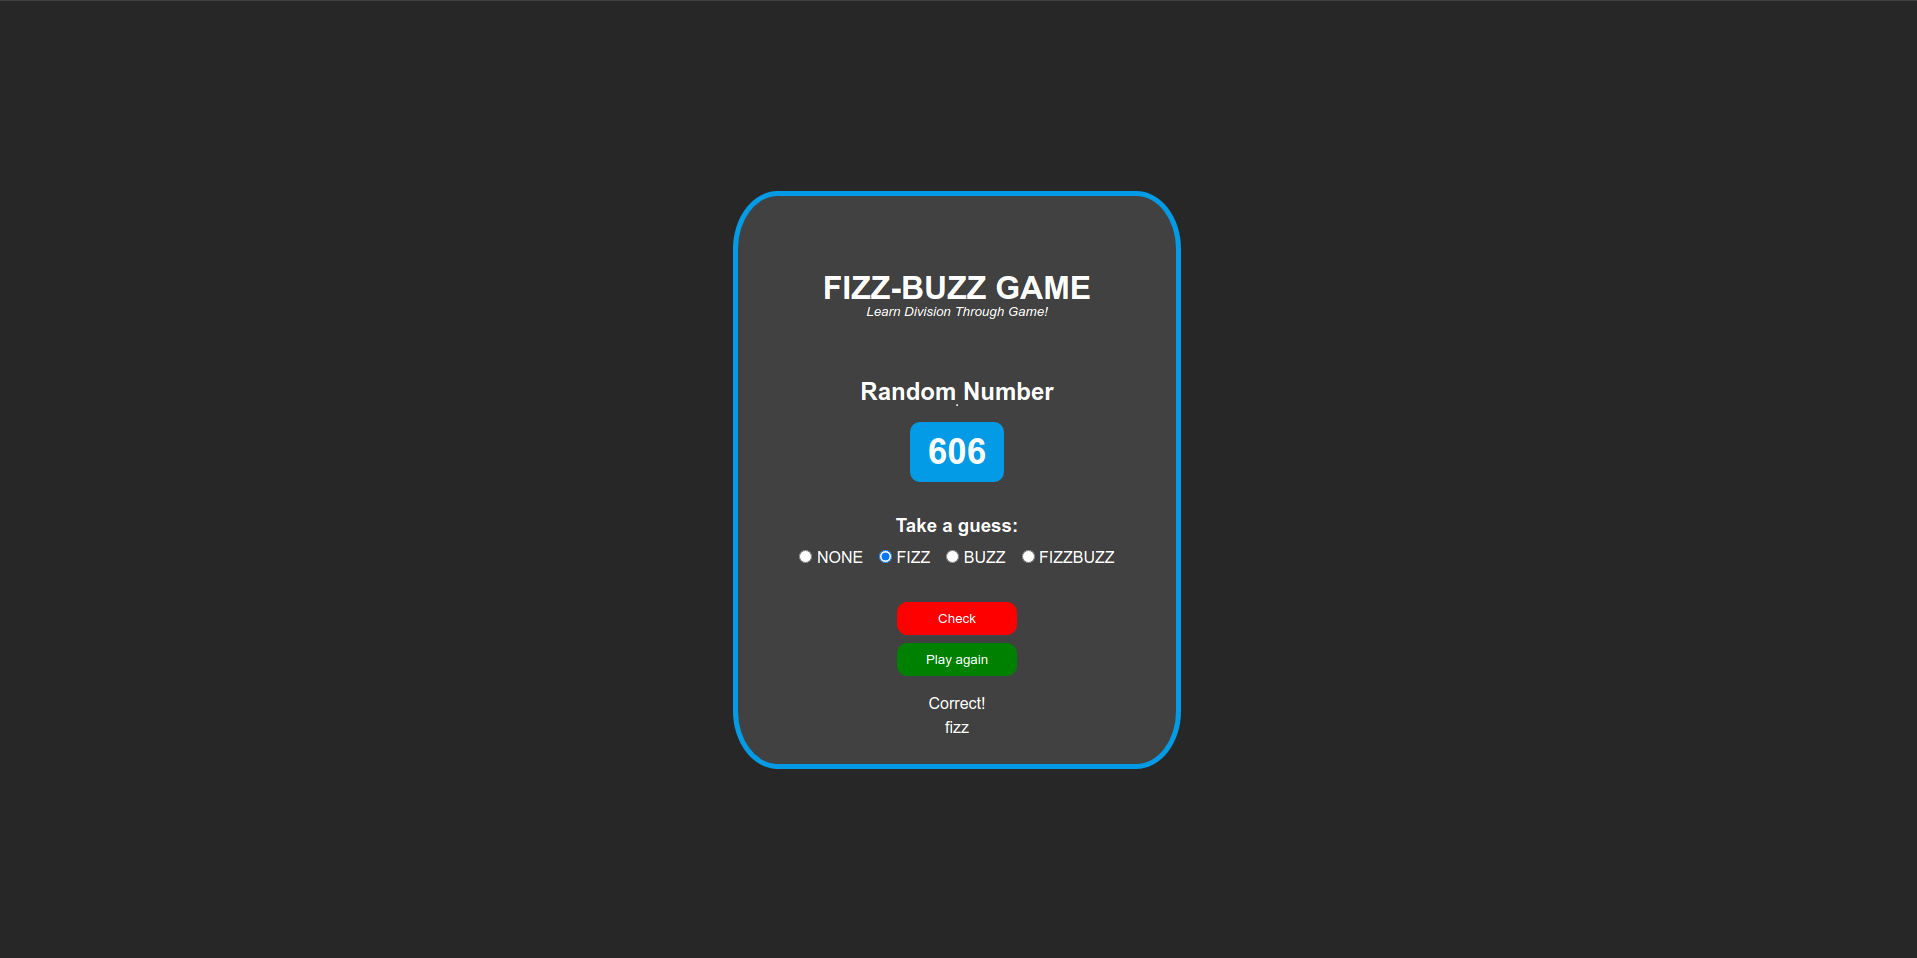 FIZZ-BUZZ GAME
Learn Division Through Game!
Random Number
606
Take a guess:
NONE FIZZ BUZZ FIZZBUZZ
Check
Play again
Correct!
fizz